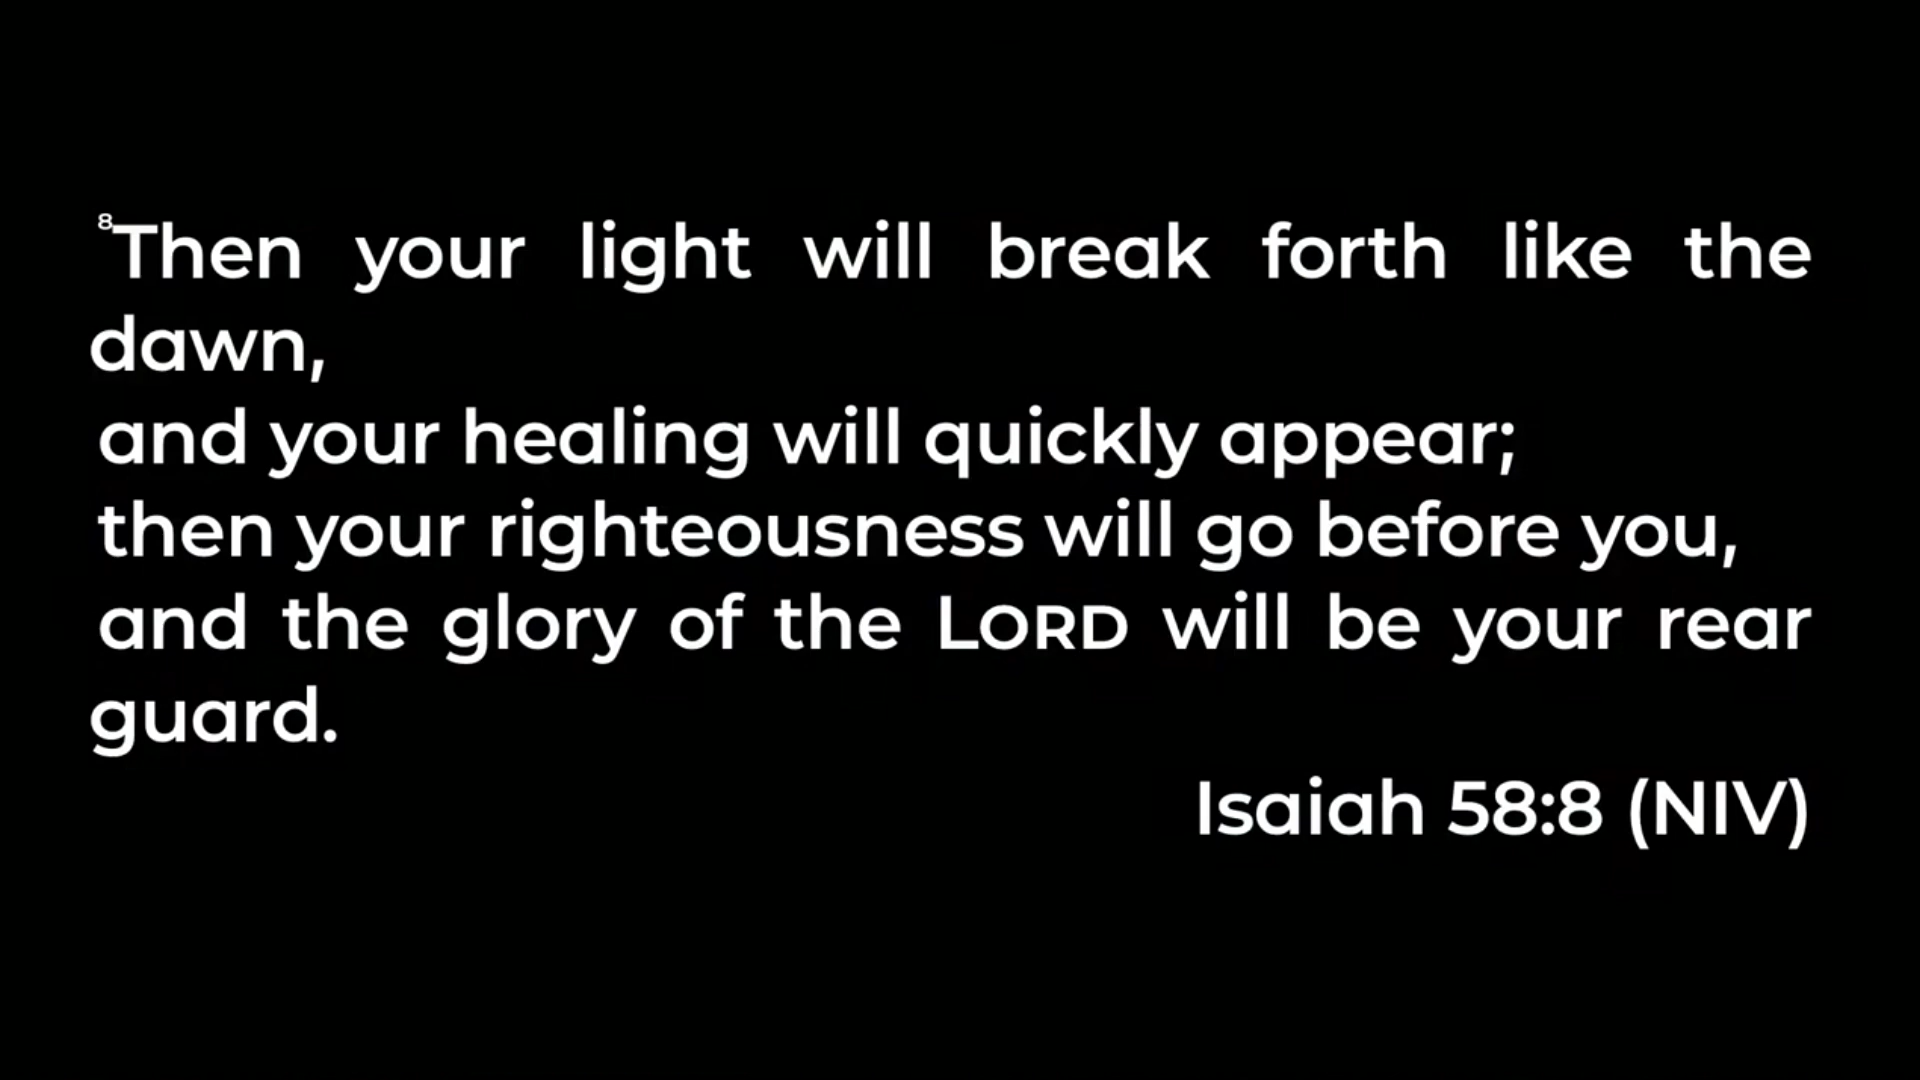 ⁸Then your light will break forth like the
dawn,
and your healing will quickly appear;
then your righteousness will go before you,
and the glory of the LORD will be your rear
guard.
Isaiah 58:8 (NIV)